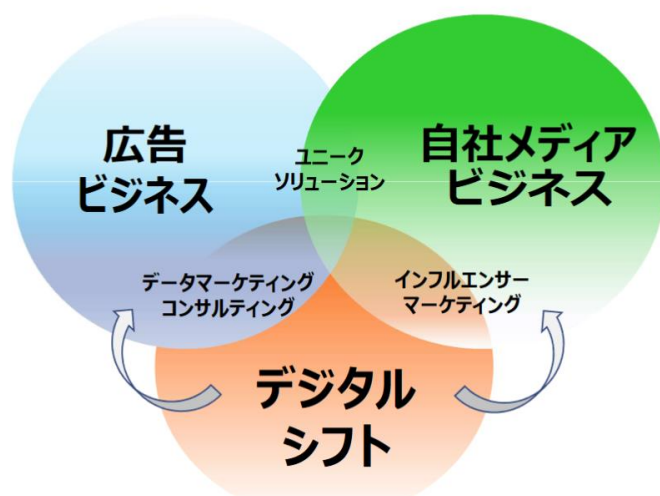 広告
ビジネス
ユニーク
ソリューション
自社メディア
ビジネス
データマーケティング
コンサルティング
インフルエンサー
マーケティング
デジタル
シフト